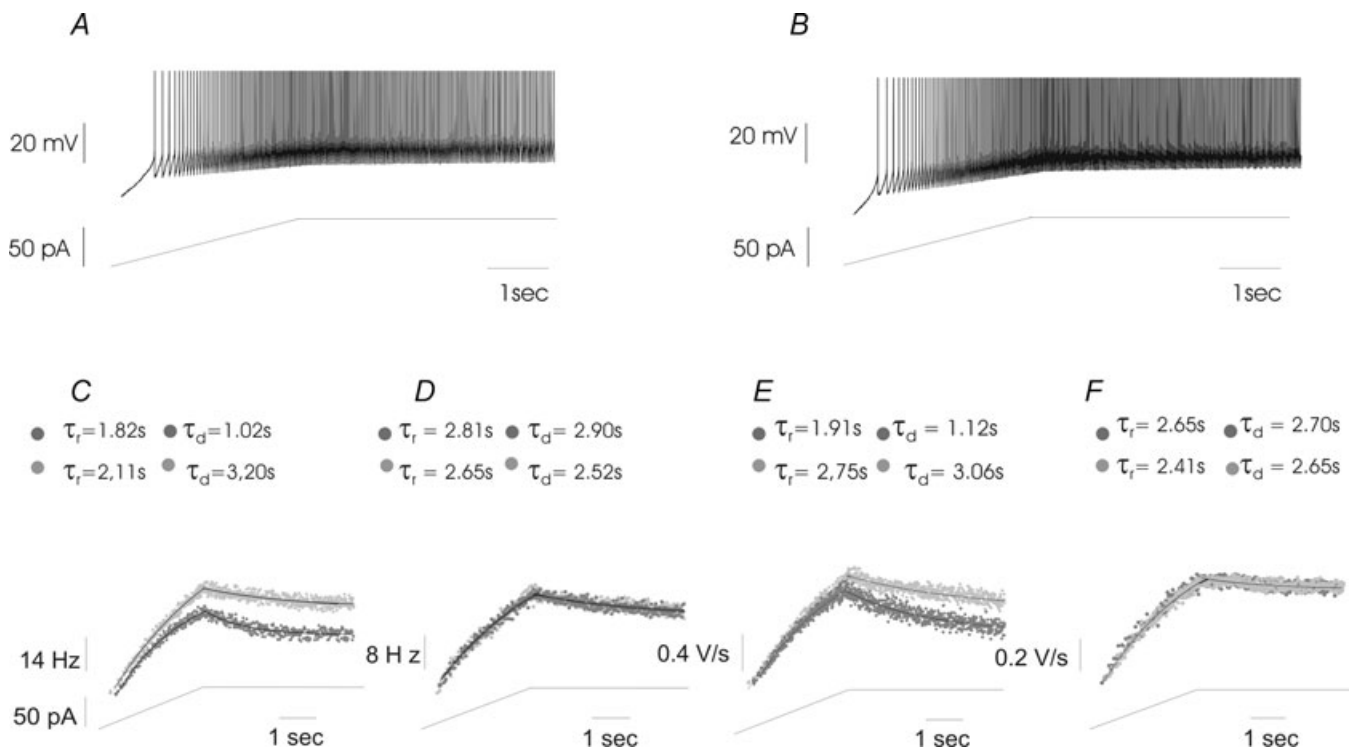 A
B
20 mV
20 mV
50 pA
50 pA
1sec
1sec
C
D
E
F
τr=1.82s τd=1.02s
τr=2,11s τd=3,20s
τr = 2.81s τd = 2.90s
τr = 2.65s τd = 2.52s
τr=1.91s τd = 1.12s
τr= 2,75s τd = 3.06s
τr= 2.65s τd = 2.70s
τr= 2.41s τd = 2.65s
14 Hz
8 H z
0.4 V/s
0.2 V/s
50 pA
1 sec
1 sec
1 sec
1 sec